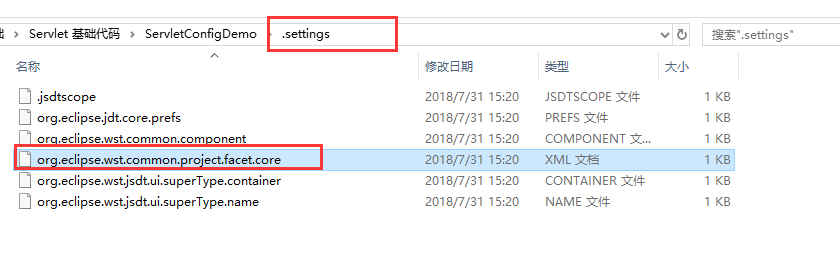 Servlet 基础代码 › ServletConfigDemo › .settings 搜索".settings"
名称 修改日期 类型 大小
.jsdtscope 2018/7/31 15:20 JSDTSCOPE 文件 1 KB
org.eclipse.jdt.core.prefs 2018/7/31 15:20 PREFS 文件 1 KB
org.eclipse.wst.common.component 2018/7/31 15:20 COMPONENT 文... 1 KB
org.eclipse.wst.common.project.facet.core 2018/7/31 15:20 XML 文档 1 KB
org.eclipse.wst.jsdt.ui.superType.container 2018/7/31 15:20 CONTAINER 文件 1 KB
org.eclipse.wst.jsdt.ui.superType.name 2018/7/31 15:20 NAME 文件 1 KB